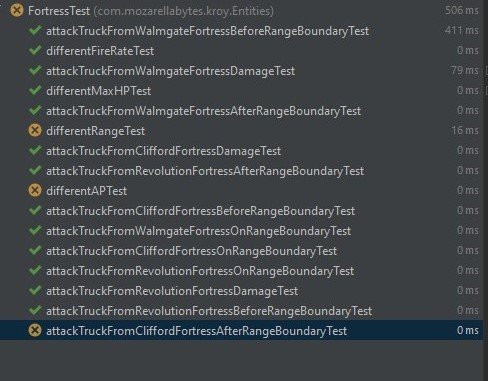 FortressTest (com.mozarellabytes.kroy.Entities) 506 ms
attackTruckFromWalmgateFortressBeforeRangeBoundaryTest 411 ms
differentFireRateTest 0 ms
attackTruckFromWalmgateFortressDamageTest 79 ms
differentMaxHPTest 0 ms
attackTruckFromWalmgateFortressAfterRangeBoundaryTest 0 ms
differentRangeTest 16 ms
attackTruckFromCliffordFortressDamageTest 0 ms
attackTruckFromRevolutionFortressAfterRangeBoundaryTest 0 ms
differentAPTest 0 ms
attackTruckFromCliffordFortressBeforeRangeBoundaryTest 0 ms
attackTruckFromWalmgateFortressOnRangeBoundaryTest 0 ms
attackTruckFromCliffordFortressOnRangeBoundaryTest 0 ms
attackTruckFromRevolutionFortressOnRangeBoundaryTest 0 ms
attackTruckFromRevolutionFortressDamageTest 0 ms
attackTruckFromRevolutionFortressBeforeRangeBoundaryTest 0 ms
attackTruckFromCliffordFortressAfterRangeBoundaryTest 0 ms